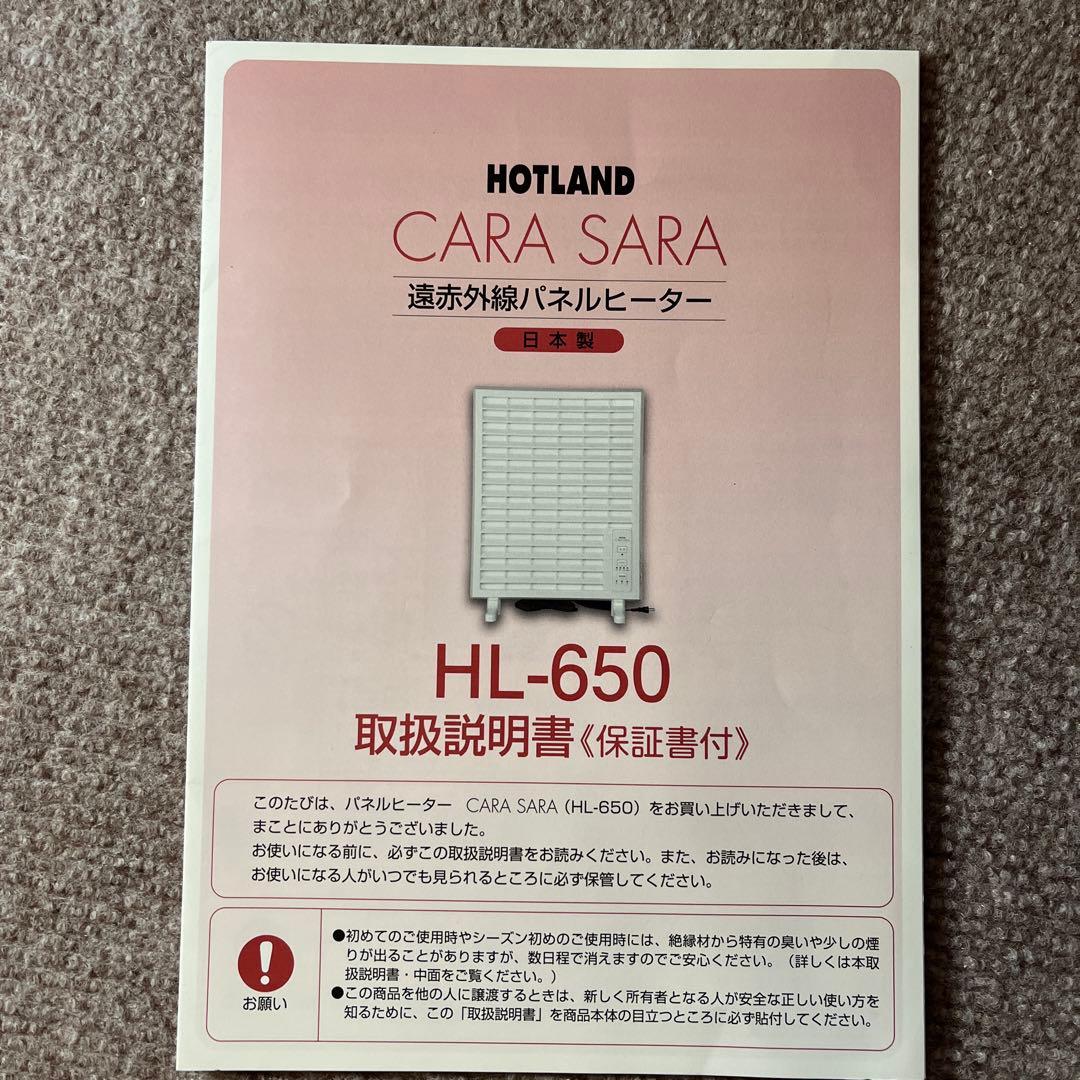 HOTLAND
CARA SARA
遠赤外線パネルヒーター
日本製
HL-650
取扱説明書《保証書付》
このたびは、パネルヒーター CARA SARA（HL-650）をお買い上げいただきまして、
まことにありがとうございました。
お使いになる前に、必ずこの取扱説明書をお読みください。また、お読みになった後は、
お使いになる人がいつでも見られるところに必ず保管してください。
お願い
●初めてのご使用時やシーズン初めのご使用時には、絶縁材から特有の臭いや少しの煙
りが出ることがありますが、数日程で消えますのでご安心ください。（詳しくは本取
扱説明書・中面をご覧ください。）
●この商品を他の人に譲渡するときは、新しく所有者となる人が安全な正しい使い方を
知るために、この「取扱説明書」を商品本体の目立つところに必ず貼付してください。